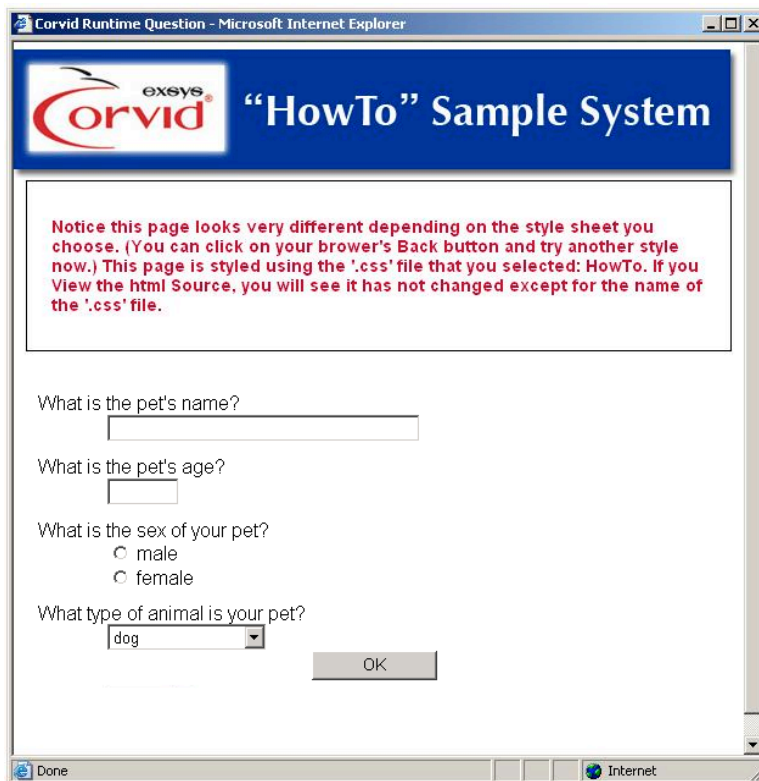 Corvid Runtime Question - Microsoft Internet Explorer
exsys
Corvid®
“HowTo” Sample System
Notice this page looks very different depending on the style sheet you
choose. (You can click on your brower's Back button and try another style
now.) This page is styled using the '.css' file that you selected: HowTo. If you
View the html Source, you will see it has not changed except for the name of
the '.css' file.
What is the pet's name?
What is the pet's age?
What is the sex of your pet?
male
female
What type of animal is your pet?
dog
OK
Done
Internet